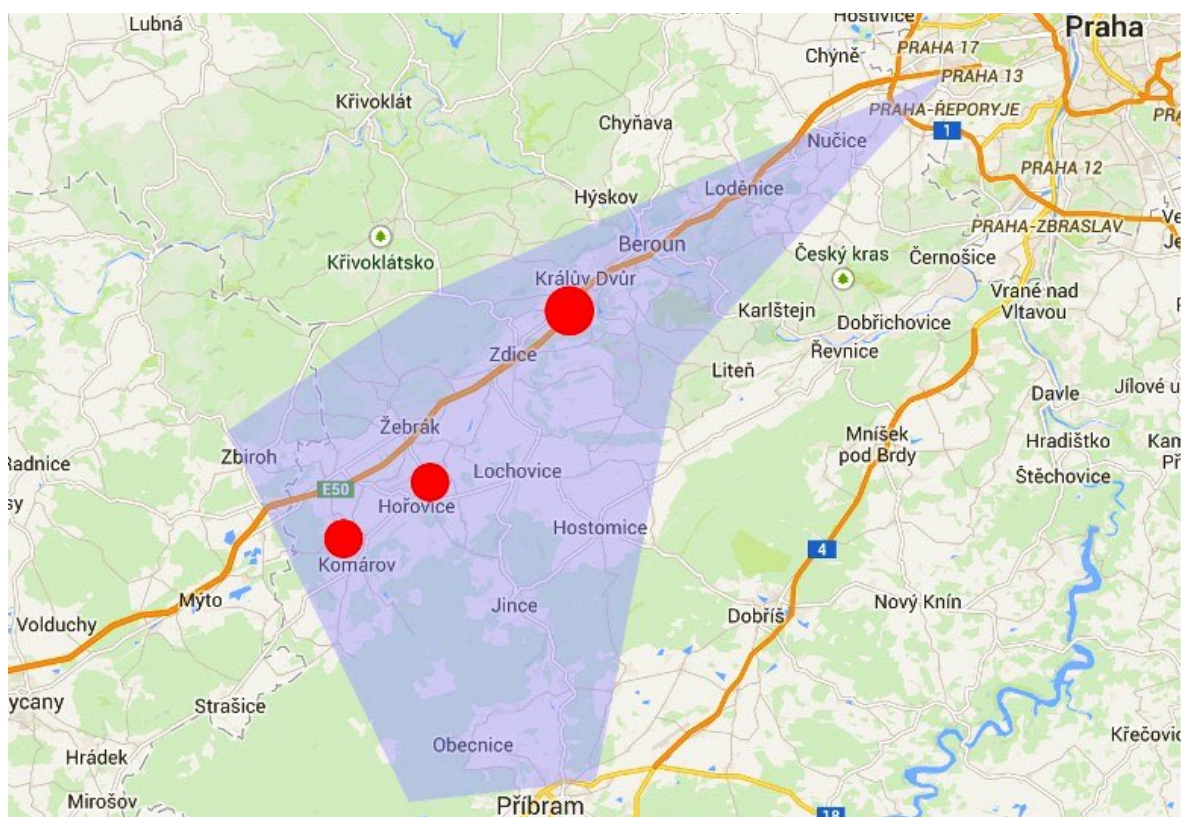 Lubná
Hostivice
Praha
Chýně
PRAHA 17
PRAHA 13
Křivoklát
Chyňava
PRAHA-ŘEPORYJE
1
Nučice
PRAHA 12
Loděnice
Hýskov
PRAHA-ZBRASLAV
Beroun
Křivoklátsko
Český kras
Černošice
Králův Dvůr
Vrané nad
Vltavou
Karlštejn
Dobřichovice
Zdice
Řevnice
Liteň
Davle
Jílové u
Žebrák
Mníšek
pod Brdy
Hradištko
Zbiroh
Radnice
Lochovice
Štěchovice
E50
Hořovice
Hostomice
4
Komárov
Mýto
Jince
Nový Knín
Dobříš
Volduchy
ycany
Strašice
Obecnice
Křečovic
Hrádek
Mirošov
Příbram
18